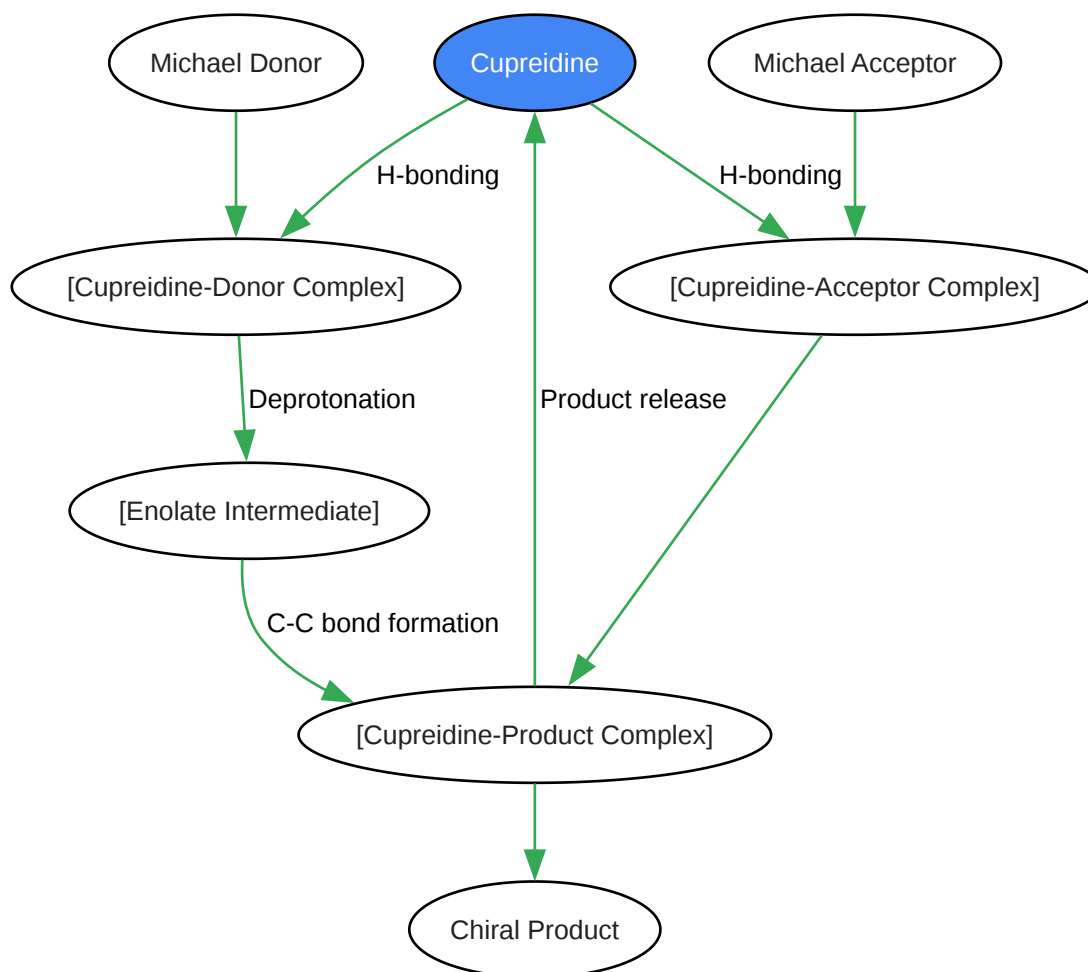 Michael Donor
Cupreidine
Michael Acceptor
H-bonding
H-bonding
[Cupreidine-Donor Complex]
[Cupreidine-Acceptor Complex]
Deprotonation
Product release
[Enolate Intermediate]
C-C bond formation
[Cupreidine-Product Complex]
Chiral Product